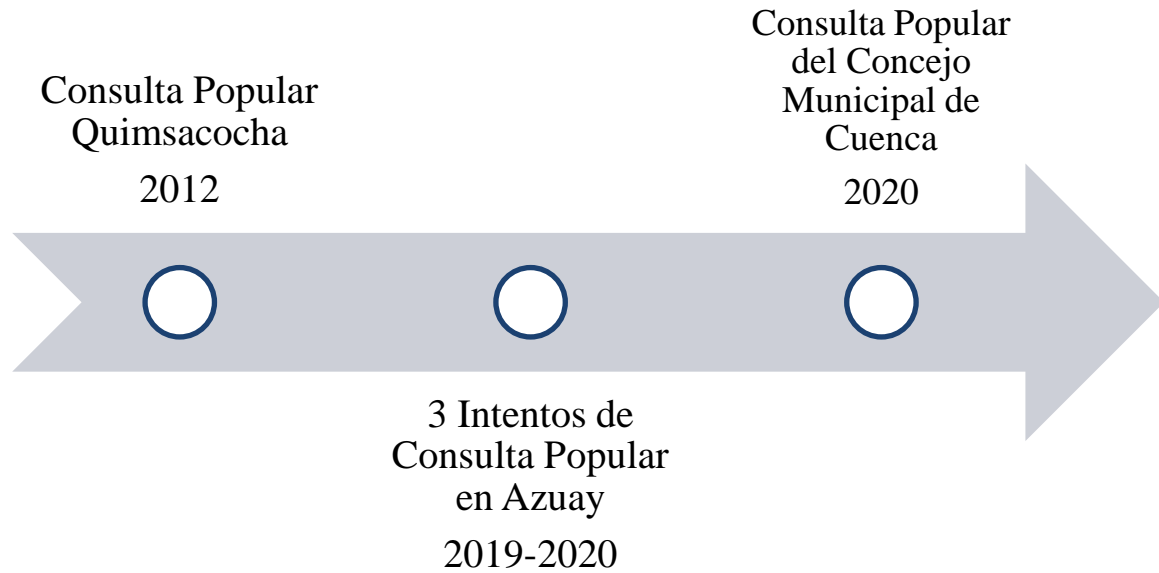 Consulta Popular
Quimsacocha
2012
3 Intentos de
Consulta Popular
en Azuay
2019-2020
Consulta Popular
del Concejo
Municipal de
Cuenca
2020